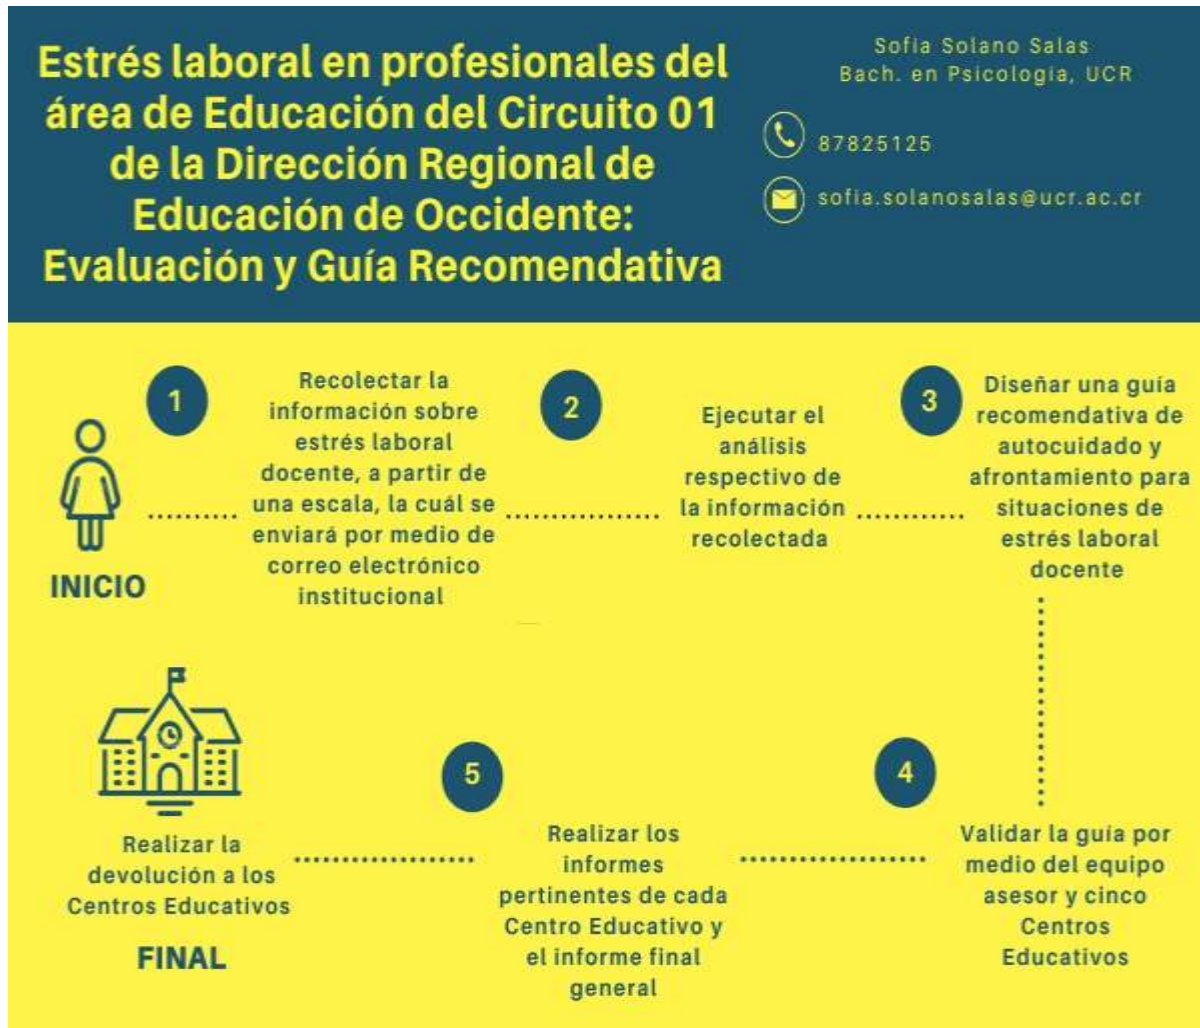 Estrés laboral en profesionales del
área de Educación del Circuito 01
de la Dirección Regional de
Educación de Occidente:
Evaluación y Guía Recomendativa
Sofia Solano Salas
Bach. en Psicología, UCR
87825125
sofia.solanosalas@ucr.ac.cr
INICIO
1
Recolectar la
información sobre
estrés laboral
docente, a partir de
una escala, la cuál se
enviará por medio de
correo electrónico
institucional
2
Ejecutar el
análisis
respectivo de
la información
recolectada
3
Diseñar una guía
recomendativa de
autocuidado y
afrontamiento para
situaciones de
estrés laboral
docente
4
Validar la guía por
medio del equipo
asesor y cinco
Centros
Educativos
5
Realizar los
informes
pertinentes de cada
Centro Educativo y
el informe final
general
Realizar la
devolución a los
Centros Educativos
FINAL